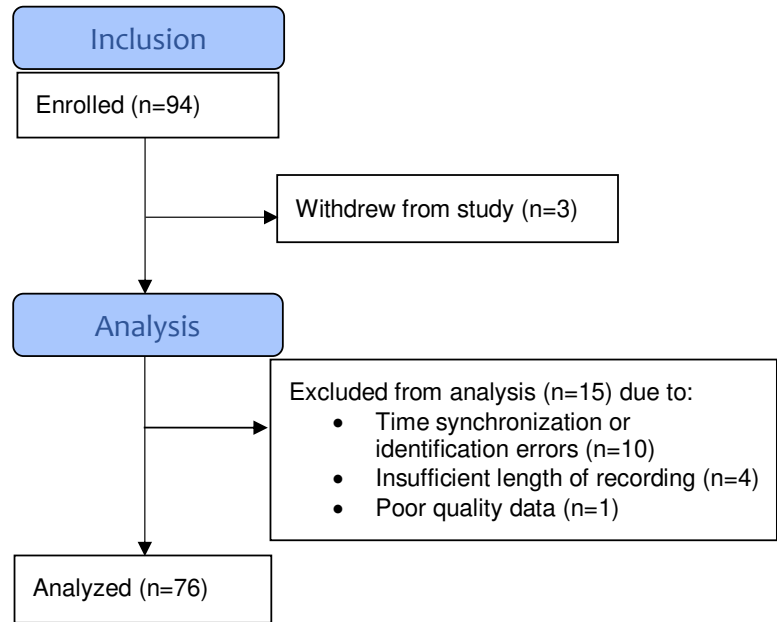 Inclusion
Enrolled (n=94)
Withdrew from study (n=3)
Analysis
Excluded from analysis (n=15) due to:
• Time synchronization or
identification errors (n=10)
• Insufficient length of recording (n=4)
• Poor quality data (n=1)
Analyzed (n=76)